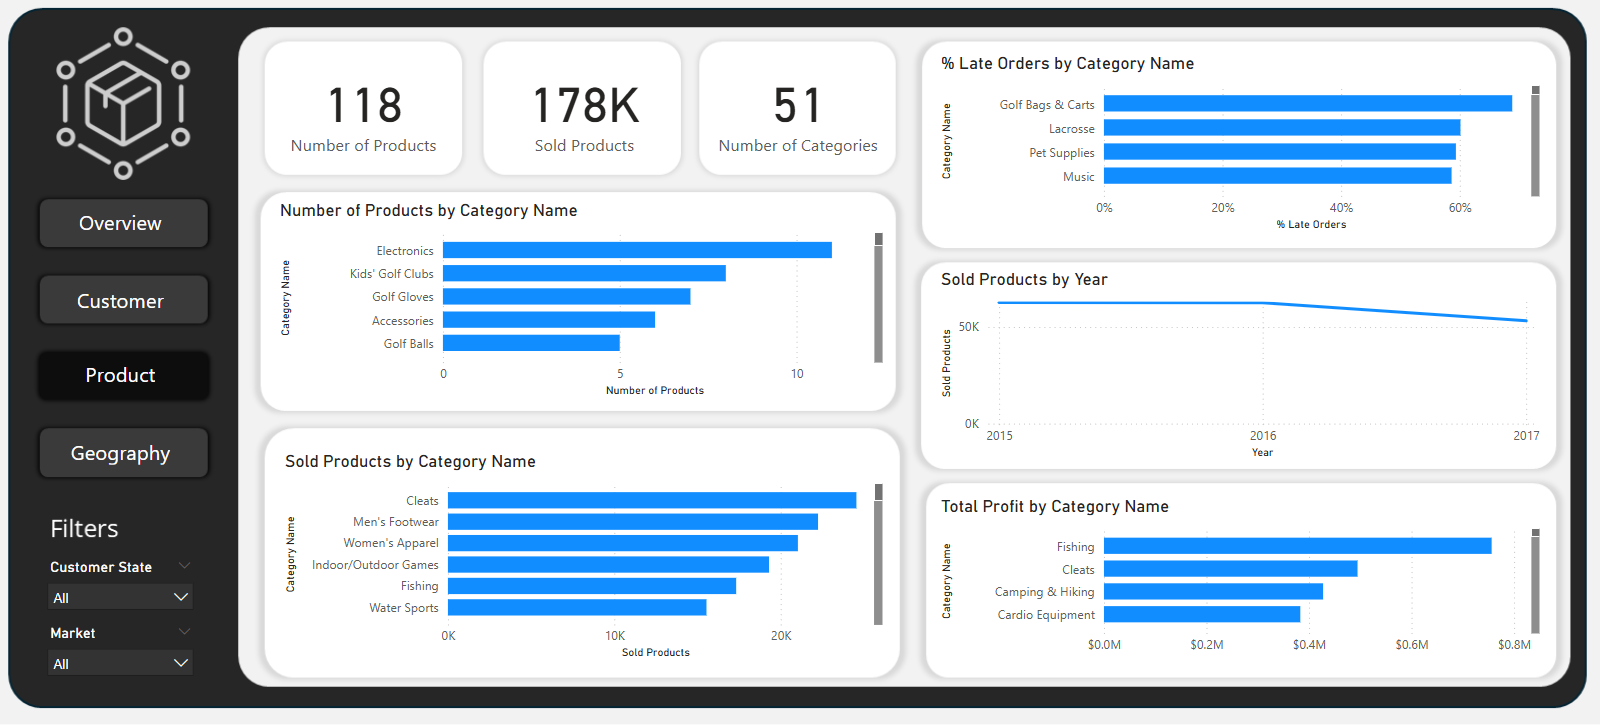 Overview
Customer
Product
Geography
Filters
Customer State
All
Market
All
118
Number of Products
178K
Sold Products
51
Number of Categories
Number of Products by Category Name
Category Name
Electronics
Kids' Golf Clubs
Golf Gloves
Accessories
Golf Balls
0 5 10
Number of Products
Sold Products by Category Name
Category Name
Cleats
Men's Footwear
Women's Apparel
Indoor/Outdoor Games
Fishing
Water Sports
0K 10K 20K
Sold Products
% Late Orders by Category Name
Category Name
Golf Bags & Carts
Lacrosse
Pet Supplies
Music
0% 20% 40% 60%
% Late Orders
Sold Products by Year
Sold Products
50K
0K
2015 2016 2017
Year
Total Profit by Category Name
Category Name
Fishing
Cleats
Camping & Hiking
Cardio Equipment
$0.0M $0.2M $0.4M $0.6M $0.8M